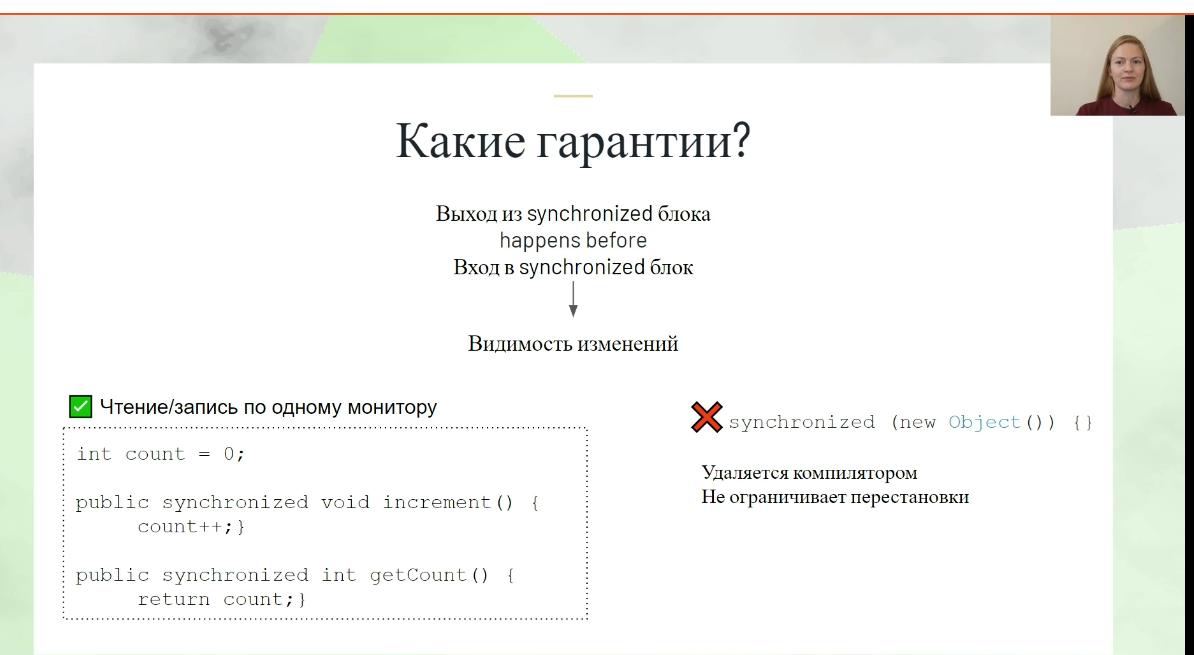 Какие гарантии?
Выход из synchronized блока
happens before
Вход в synchronized блок
Видимость изменений
Чтение/запись по одному монитору
int count = 0;
public synchronized void increment() {
count++;}
public synchronized int getCount() {
return count;}
synchronized (new Object()) {}
Удаляется компилятором
Не ограничивает перестановки